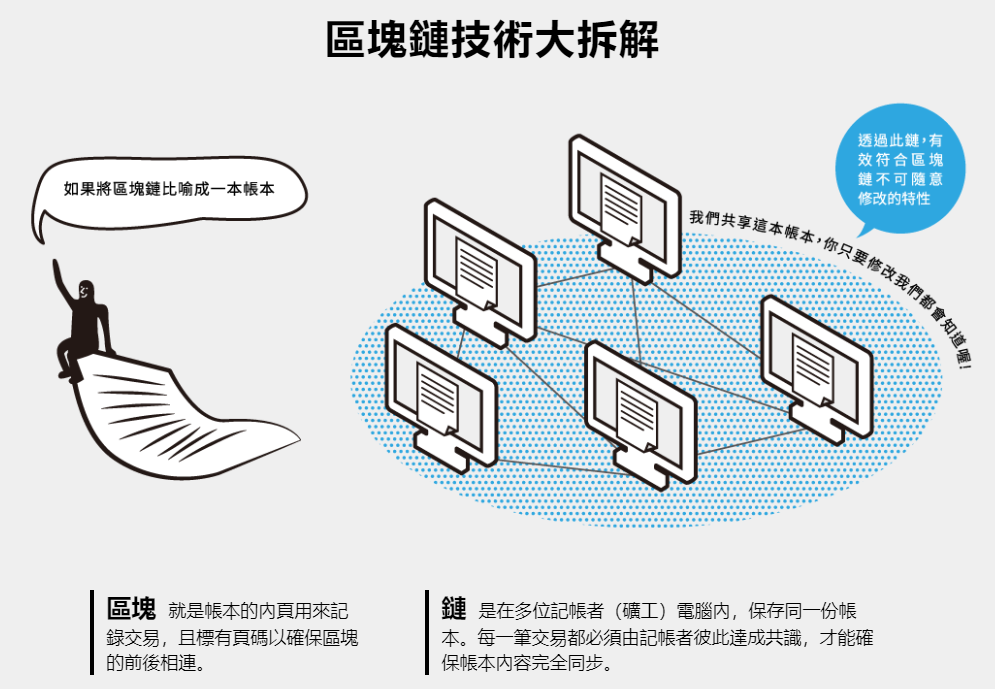 區塊鏈技術大拆解
如果將區塊鏈比喻成一本帳本
透過此鏈，有
效符合區塊
鏈不可隨意
修改的特性
我們共享這本帳本，你只要修改我們都會知道喔！
區塊 就是帳本的內頁用來記
錄交易，且標有頁碼以確保區塊
的前後相連。
鏈 是在多位記帳者（礦工）電腦內，保存同一份帳
本。每一筆交易都必須由記帳者彼此達成共識，才能確
保帳本內容完全同步。